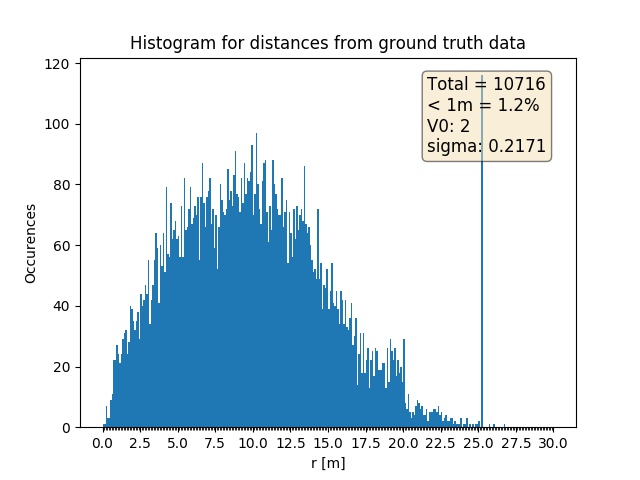 Histogram for distances from ground truth data
Total = 10716
< 1m = 1.2%
V0: 2
sigma: 0.2171
Occurences
120
100
80
60
40
20
0
0.0 2.5 5.0 7.5 10.0 12.5 15.0 17.5 20.0 22.5 25.0 27.5 30.0
r [m]